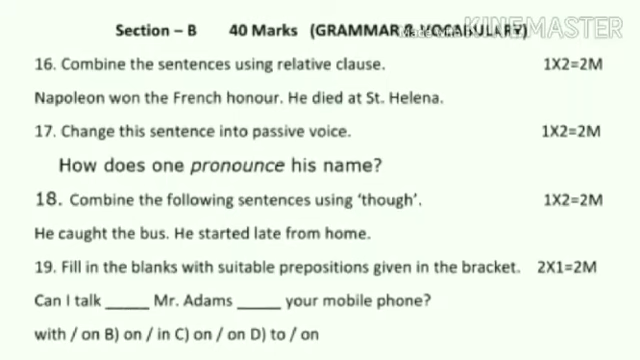 Section – B 40 Marks (GRAMMAR & VOCABULARY)
KINEMASTER
16. Combine the sentences using relative clause. 1X2=2M
Napoleon won the French honour. He died at St. Helena.
17. Change this sentence into passive voice. 1X2=2M
How does one pronounce his name?
18. Combine the following sentences using ‘though’. 1X2=2M
He caught the bus. He started late from home.
19. Fill in the blanks with suitable prepositions given in the bracket. 2X1=2M
Can I talk _____ Mr. Adams _____ your mobile phone?
with / on B) on / in C) on / on D) to / on